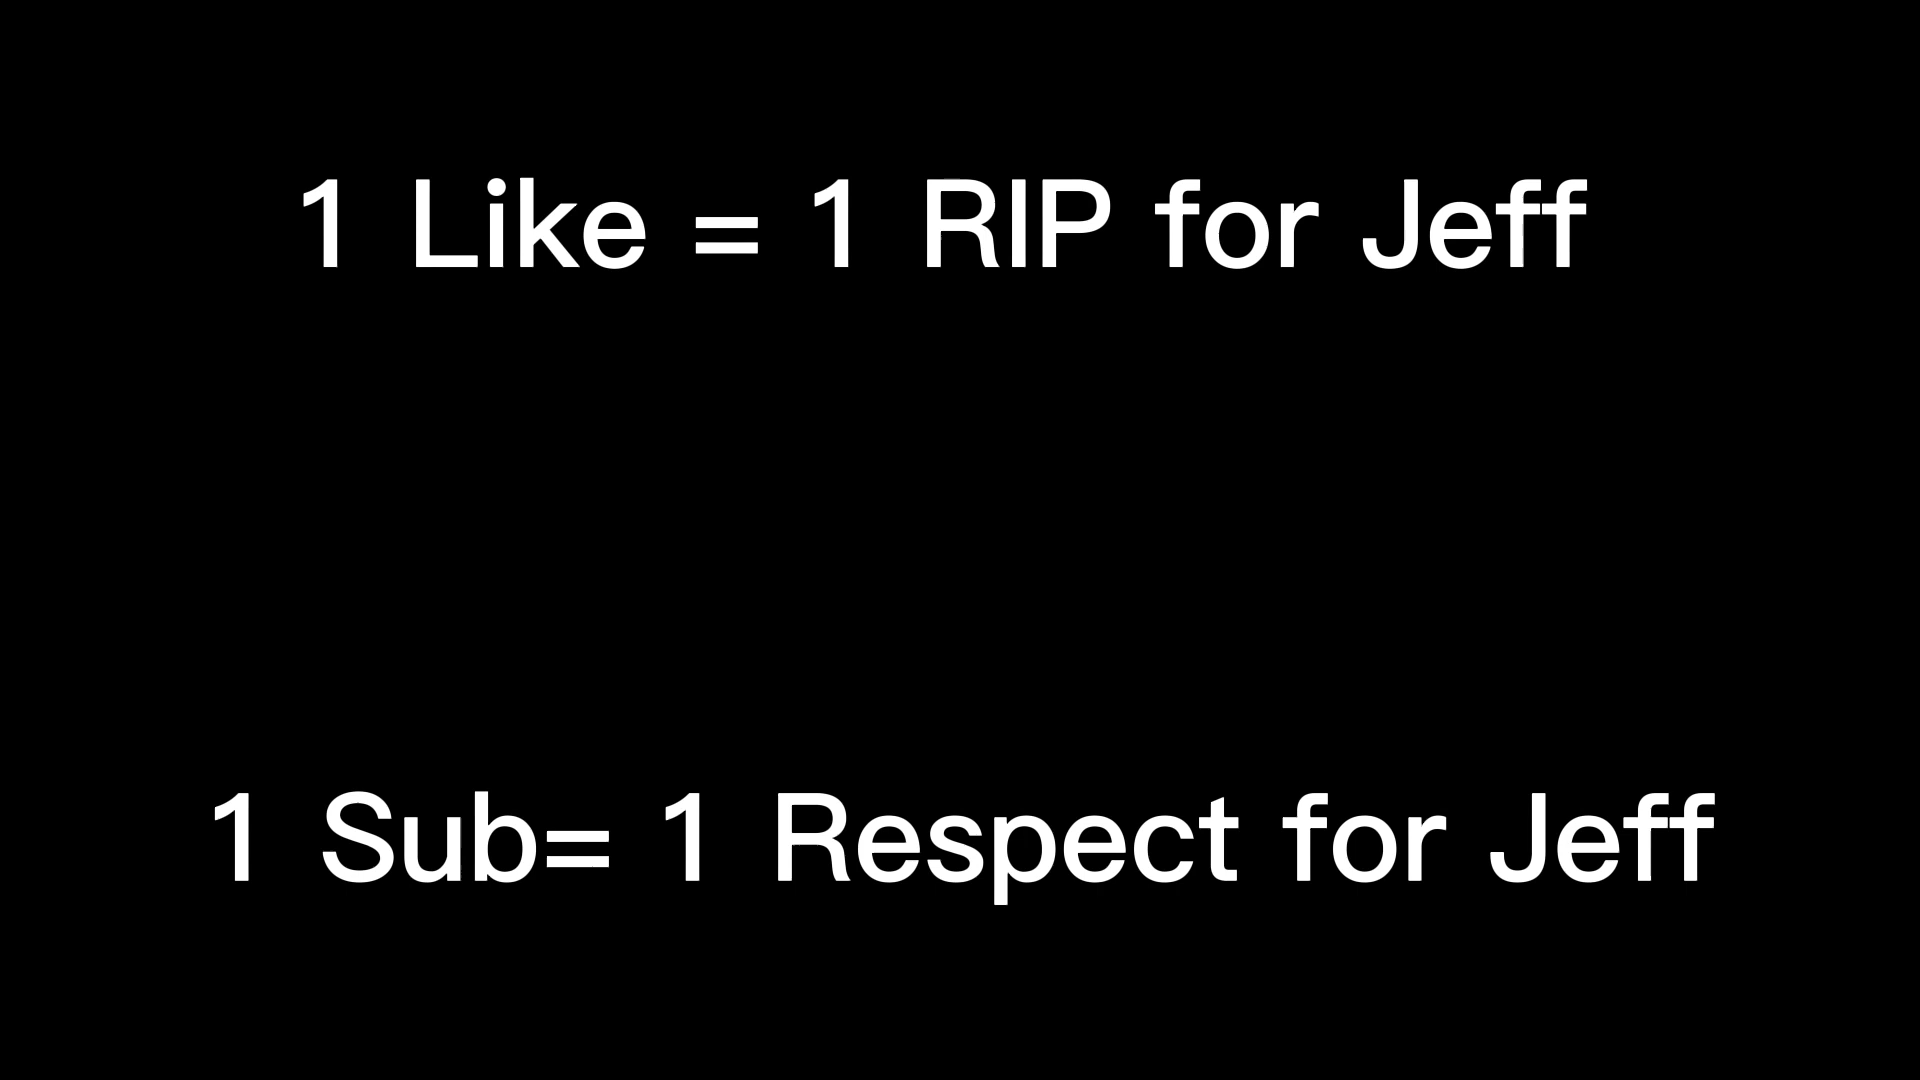 1 Like = 1 RIP for Jeff
1 Sub= 1 Respect for Jeff